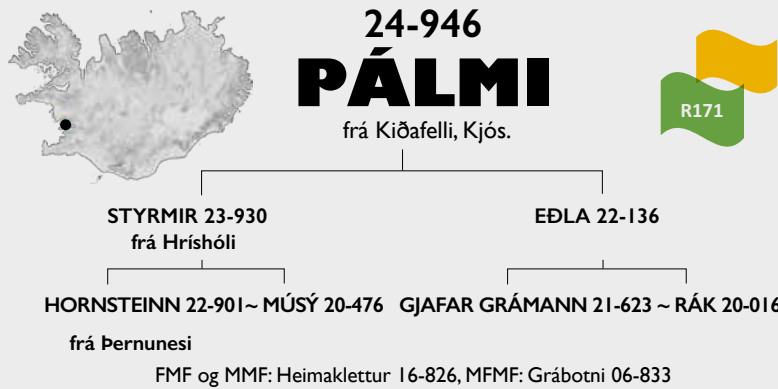 24-946
PÁLMI
frá Kiðafelli, Kjós.
R171
STYRMIR 23-930
frá Hríshóli
EÐLA 22-136
HORNSTEINN 22-901~ MÚSÝ 20-476
frá Þernunesi
GJAFAR GRÁMANN 21-623 ~ RÁK 20-016
FMF og MMF: Heimaklettur 16-826, MFMF: Grábotni 06-833